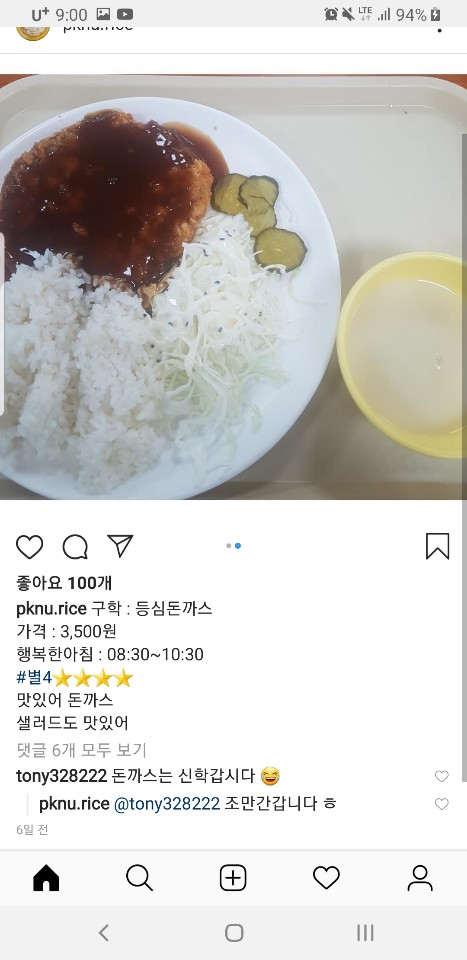 U+ 9:00 LTE 94%
pknu.rice
좋아요 100개
pknu.rice 구학 : 등심돈까스
가격 : 3,500원
행복한아침 : 08:30~10:30
#별4⭐⭐⭐⭐
맛있어 돈까스
샐러드도 맛있어
댓글 6개 모두 보기
tony328222 돈까스는 신학갑시다 😆
pknu.rice @tony328222 조만간갑니다 ㅎ
6일 전